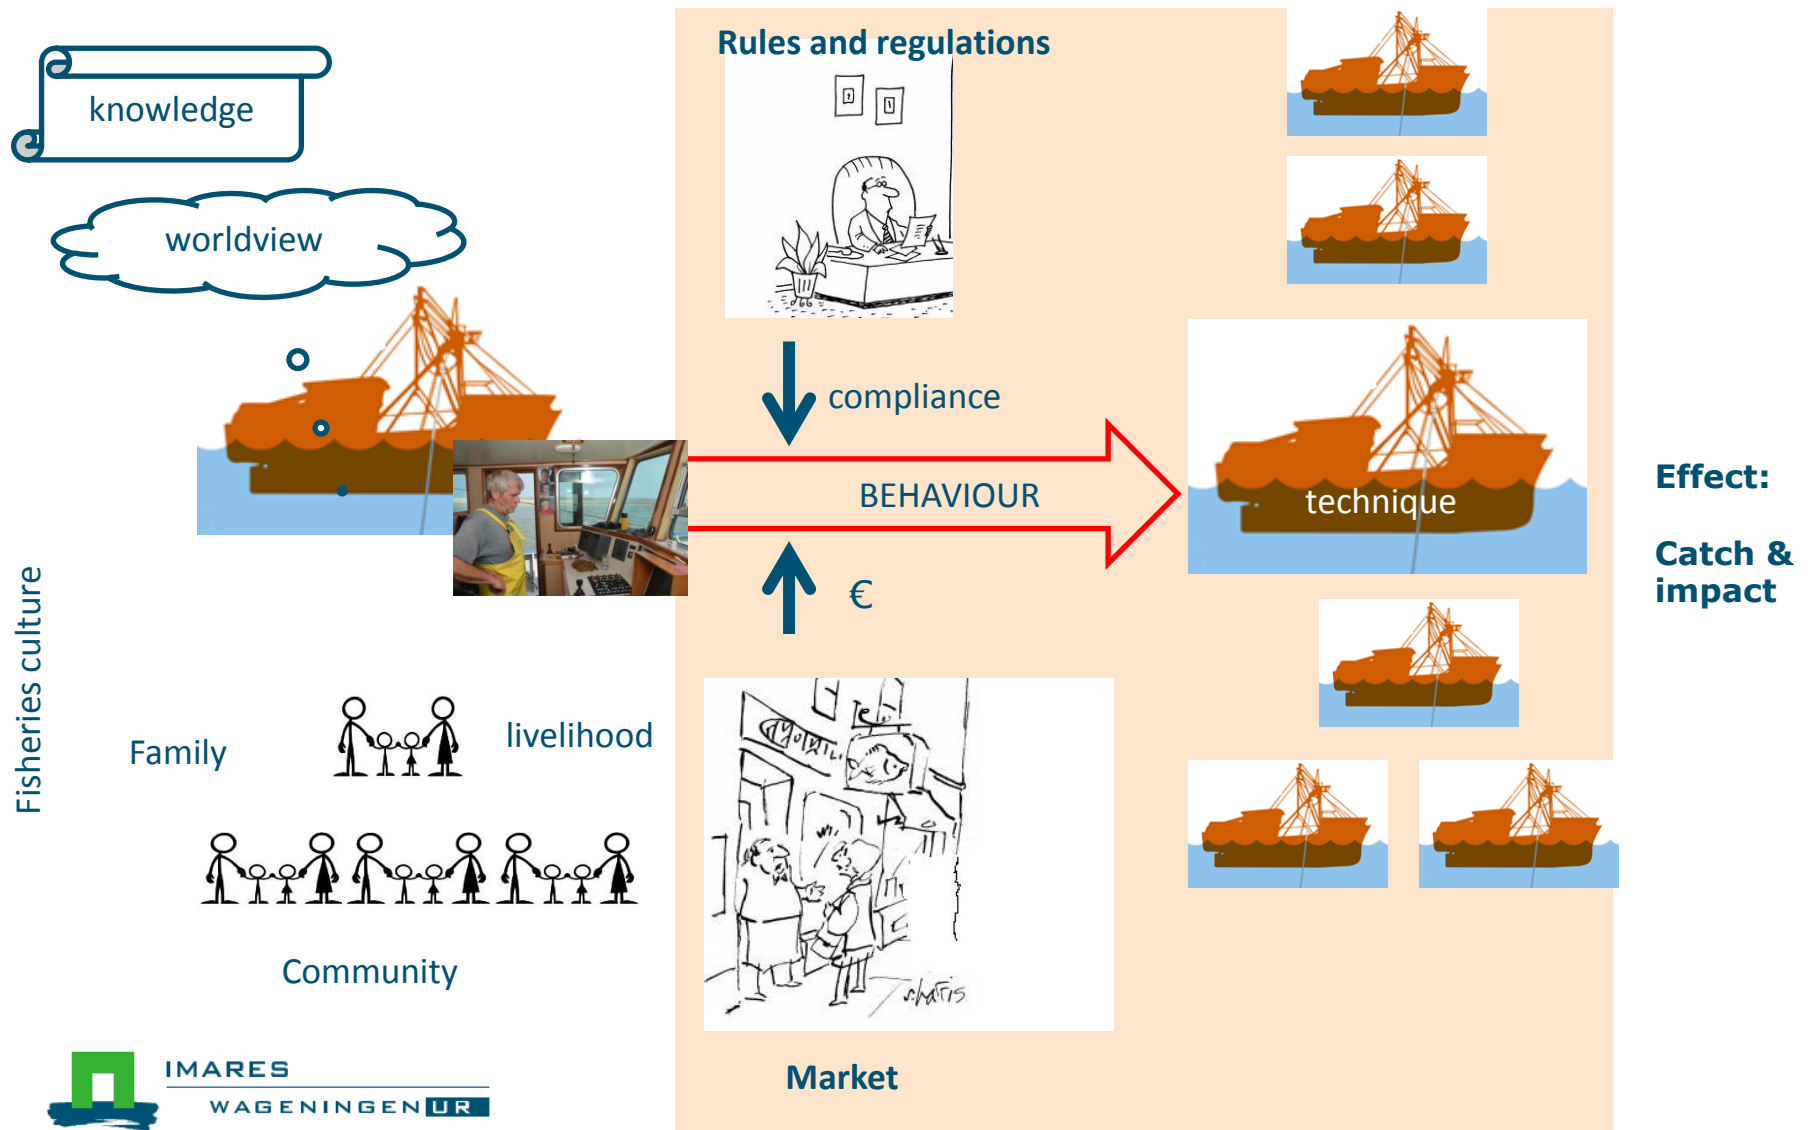 Rules and regulations
knowledge
worldview
compliance
BEHAVIOUR
technique
Effect:
Catch &
impact
€
Fisheries culture
Family
livelihood
Community
s.harris
Market
IMARES
WAGENINGEN UR